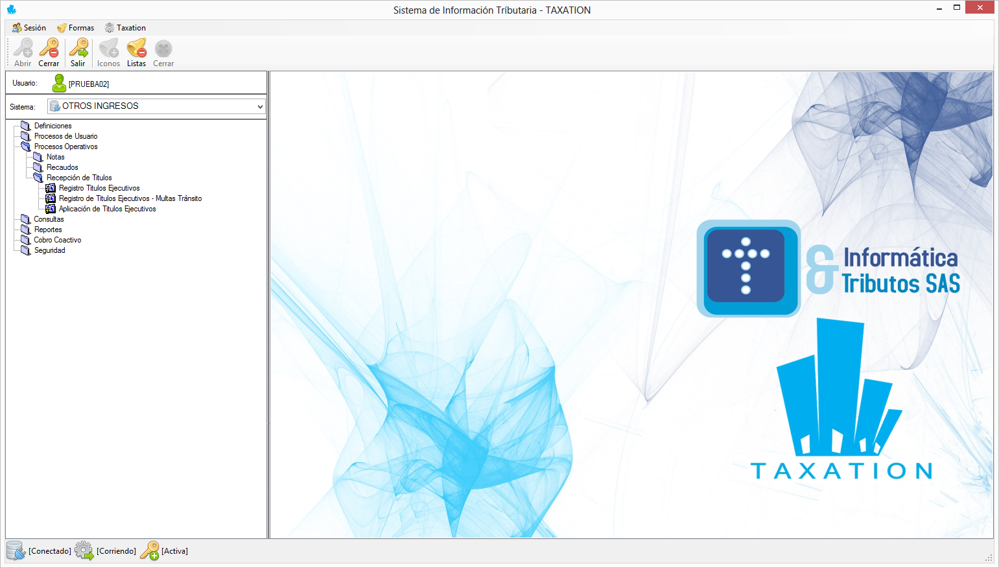 Sistema de Información Tríbutaria - TAXATION
Sesión Formas Taxation
Abrir Cerrar Salir Iconos Listas Cerrar
Usuario: [PRUEBA02]
Sistema: OTROS INGRESOS
Definiciones
Procesos de Usuario
Procesos Operativos
Notas
Recaudos
Recepción de Titulos
Registro Titulos Ejecutivos
Registro de Titulos Ejecutivos - Multas Tránsito
Aplicación de Titulos Ejecutivos
Consultas
Reportes
Cobro Coactivo
Seguridad
& Informática
Tributos SAS
TAXATION
[Conectado] [Corriendo] [Activa]